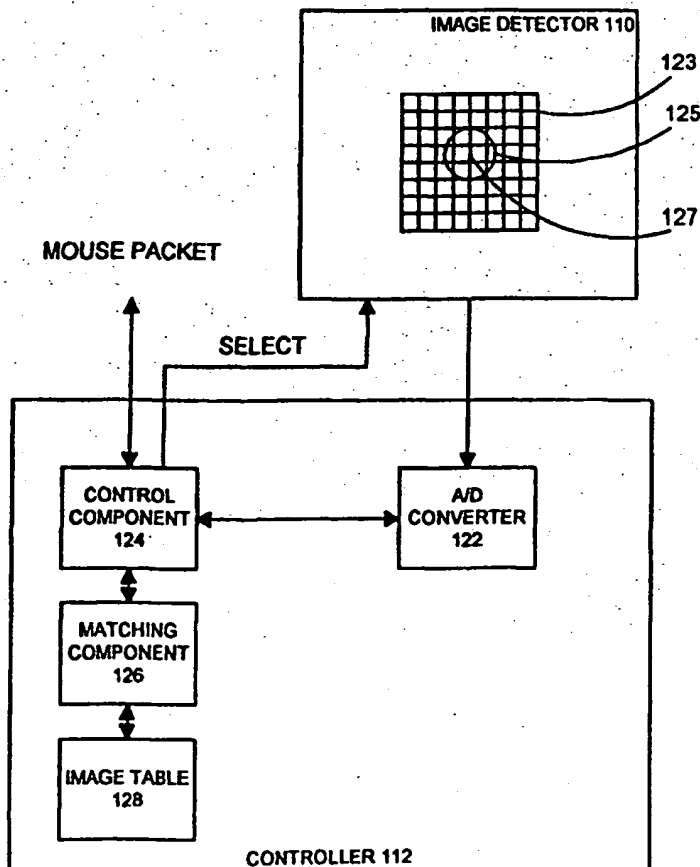 IMAGE DETECTOR 110
123
125
127
MOUSE PACKET
SELECT
CONTROL
COMPONENT
124
A/D
CONVERTER
122
MATCHING
COMPONENT
126
IMAGE TABLE
128
CONTROLLER 112